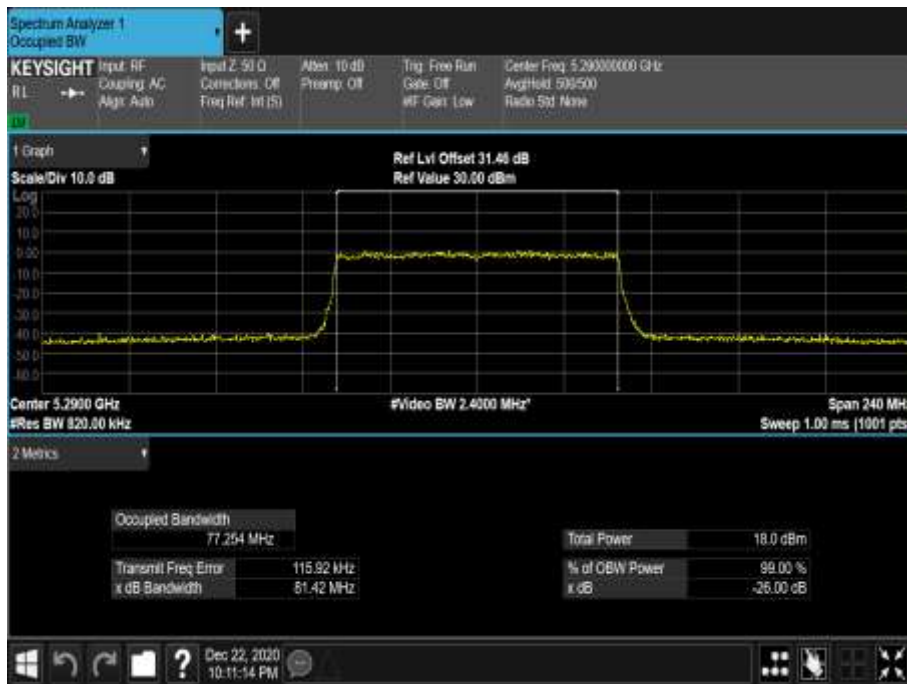 Spectrum Analyzer 1
Occupied BW
KEYSIGHT
RL
Input: RF
Coupling: AC
Align: Auto
Input Z: 50 Ω
Corrections: Off
Freq Ref: Int (S)
Atten: 10 dB
Preamp: Off
Trig: Free Run
Gate: Off
#IF Gain: Low
Center Freq: 5.290000000 GHz
Avg|Hold: 500/500
Radio Std: None
1 Graph
Scale/Div 10.0 dB
Ref Lvl Offset 31.46 dB
Ref Value 30.00 dBm
Log
20.0
10.0
0.00
-10.0
-20.0
-30.0
-40.0
-50.0
-60.0
Center 5.2900 GHz
#Video BW 2.4000 MHz*
Span 240 MH
#Res BW 820.00 kHz
Sweep 1.00 ms (1001 pts
2 Metrics
Occupied Bandwidth
77.254 MHz
Total Power 18.0 dBm
Transmit Freq Error 115.92 kHz
% of OBW Power 99.00 %
x dB Bandwidth 81.42 MHz
x dB -26.00 dB
?
Dec 22, 2020
10:11:14 PM